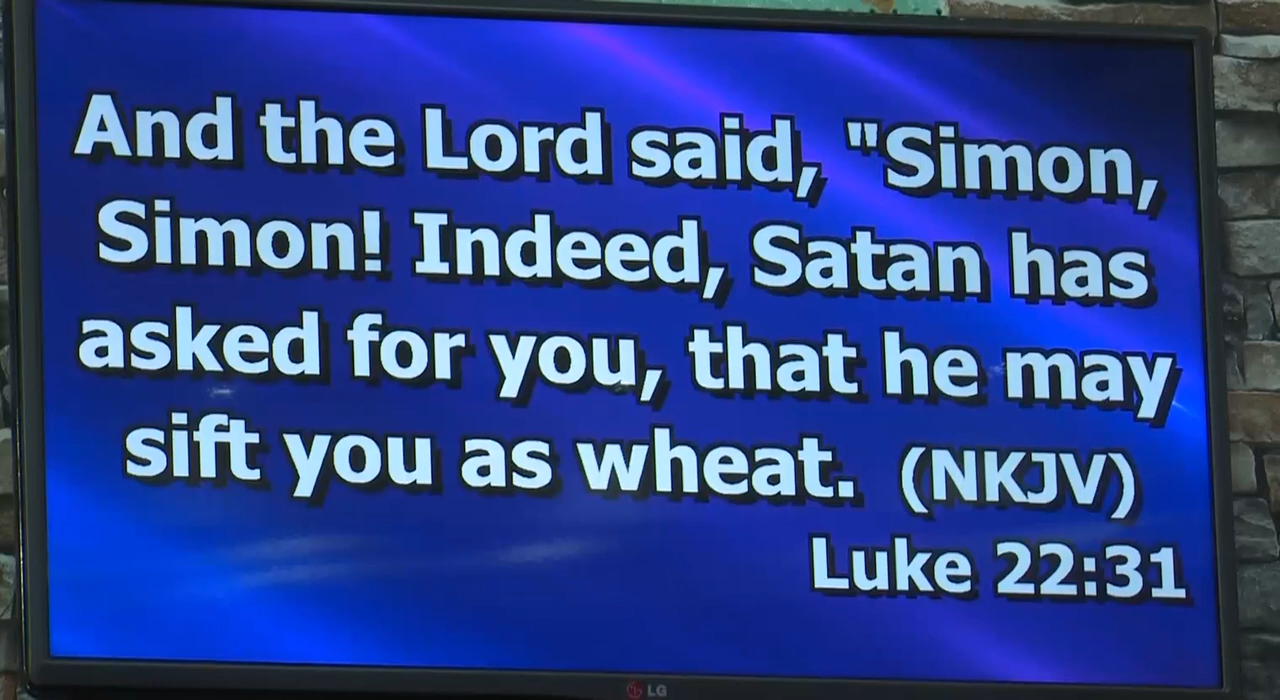 And the Lord said, "Simon,
Simon! Indeed, Satan has
asked for you, that he may
sift you as wheat. (NKJV)
Luke 22:31
LG